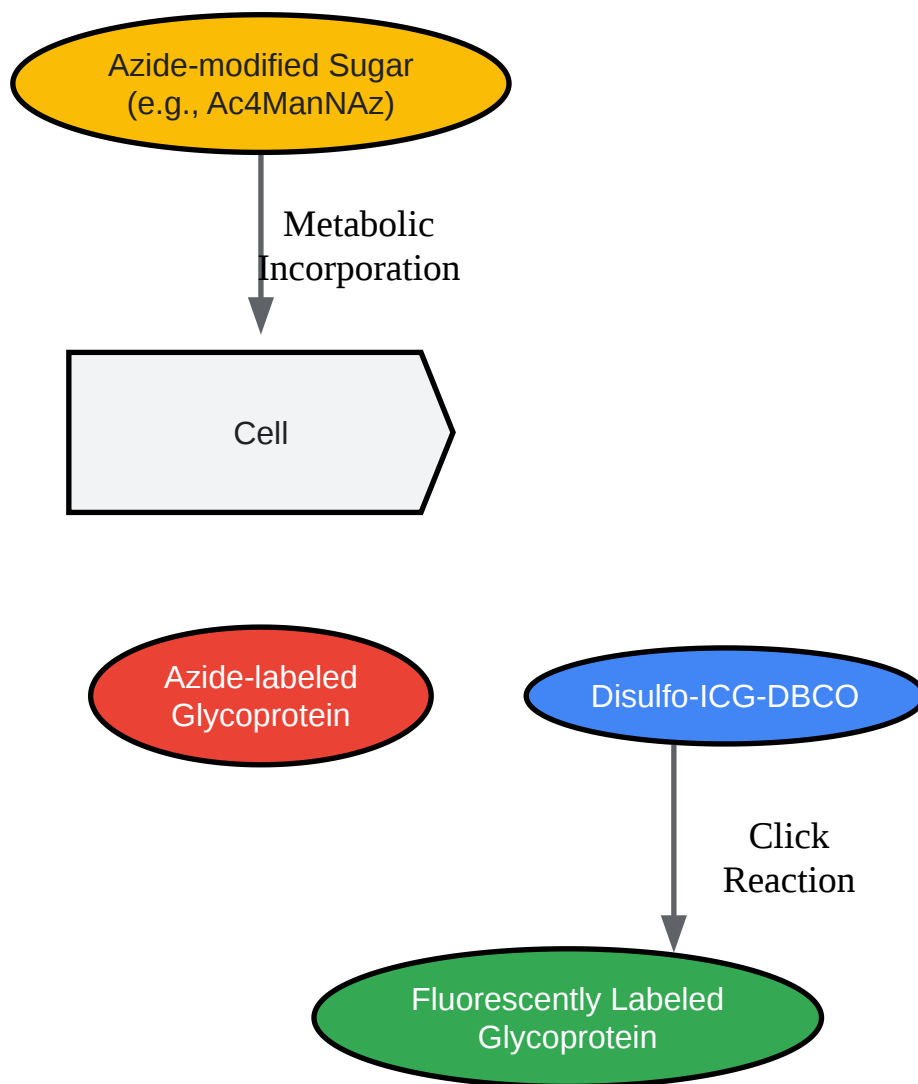 Azide-modified Sugar
(e.g., Ac4ManNAz)
Metabolic
Incorporation
Cell
Azide-labeled
Glycoprotein
Disulfo-ICG-DBCO
Click
Reaction
Fluorescently Labeled
Glycoprotein